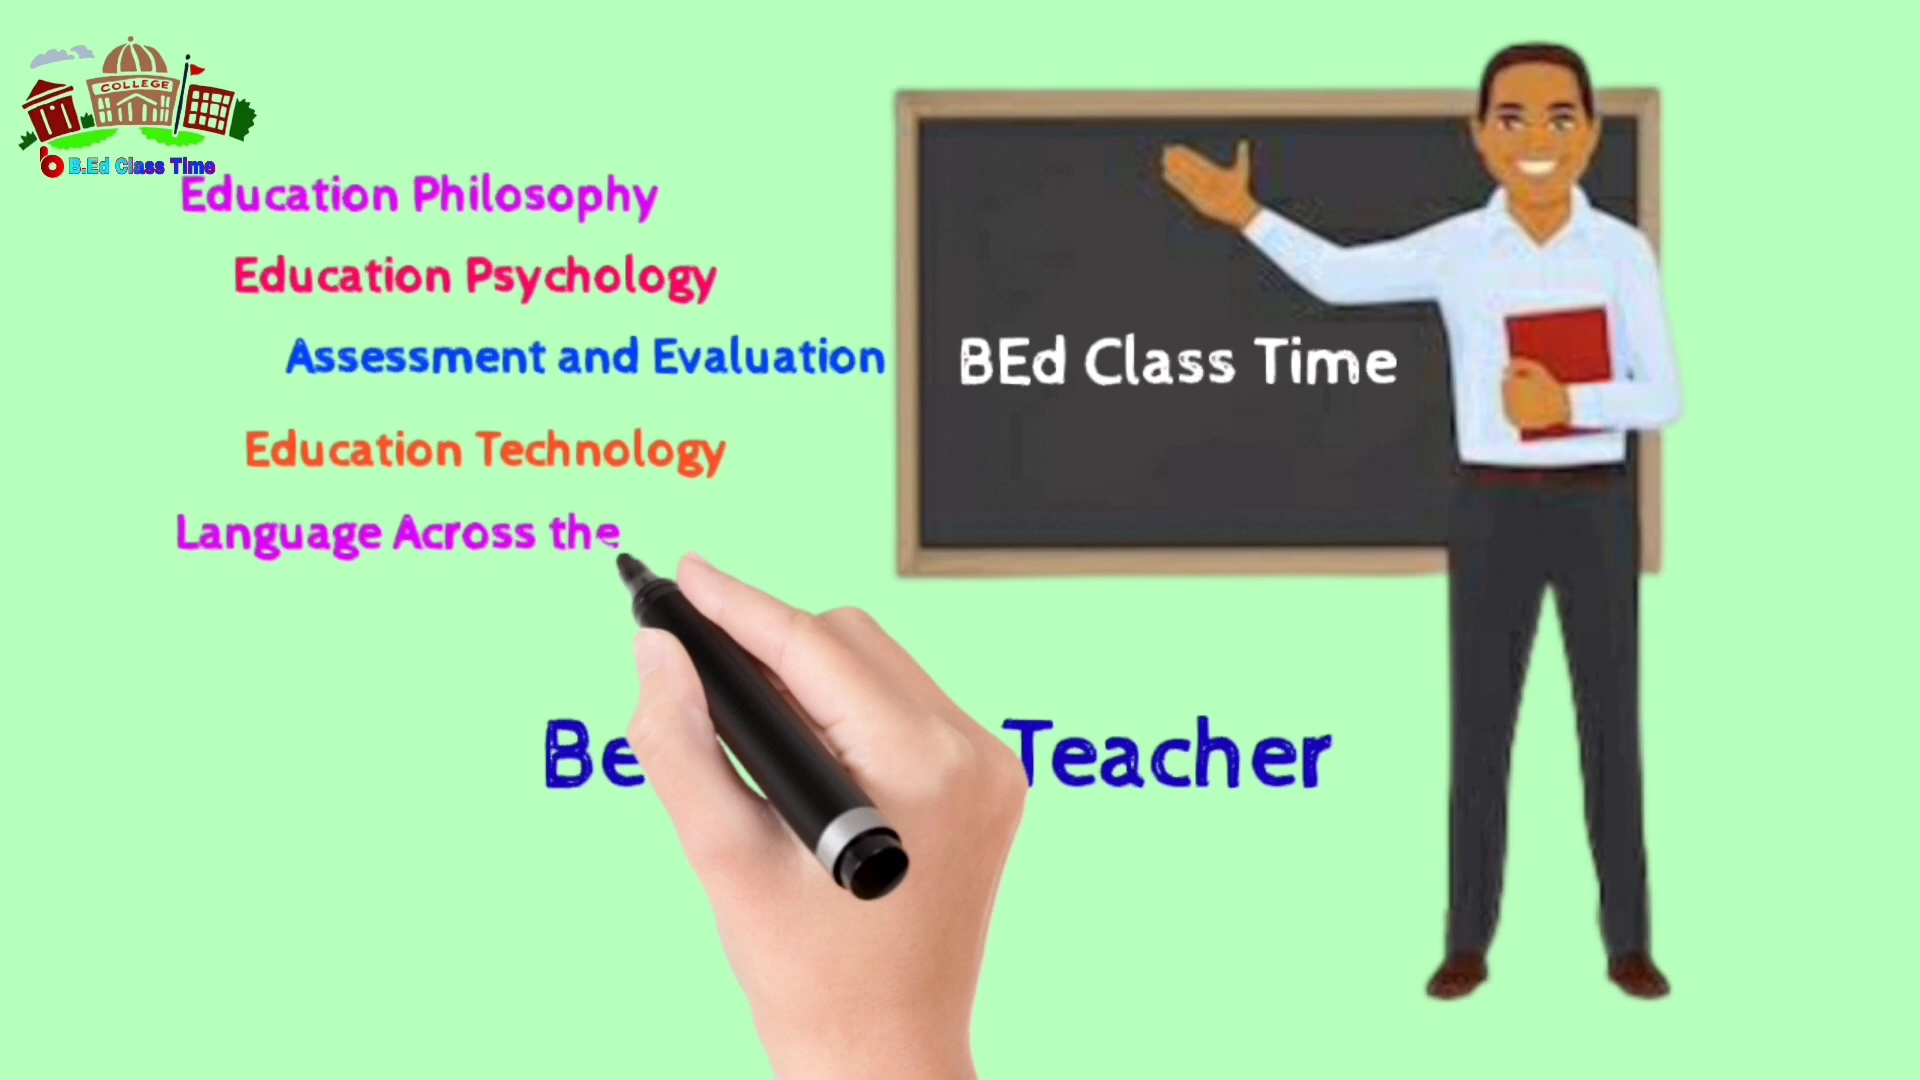 COLLEGE
B.Ed Class Time
Education Philosophy
Education Psychology
Assessment and Evaluation
Education Technology
Language Across the
BEd Class Time
Teacher